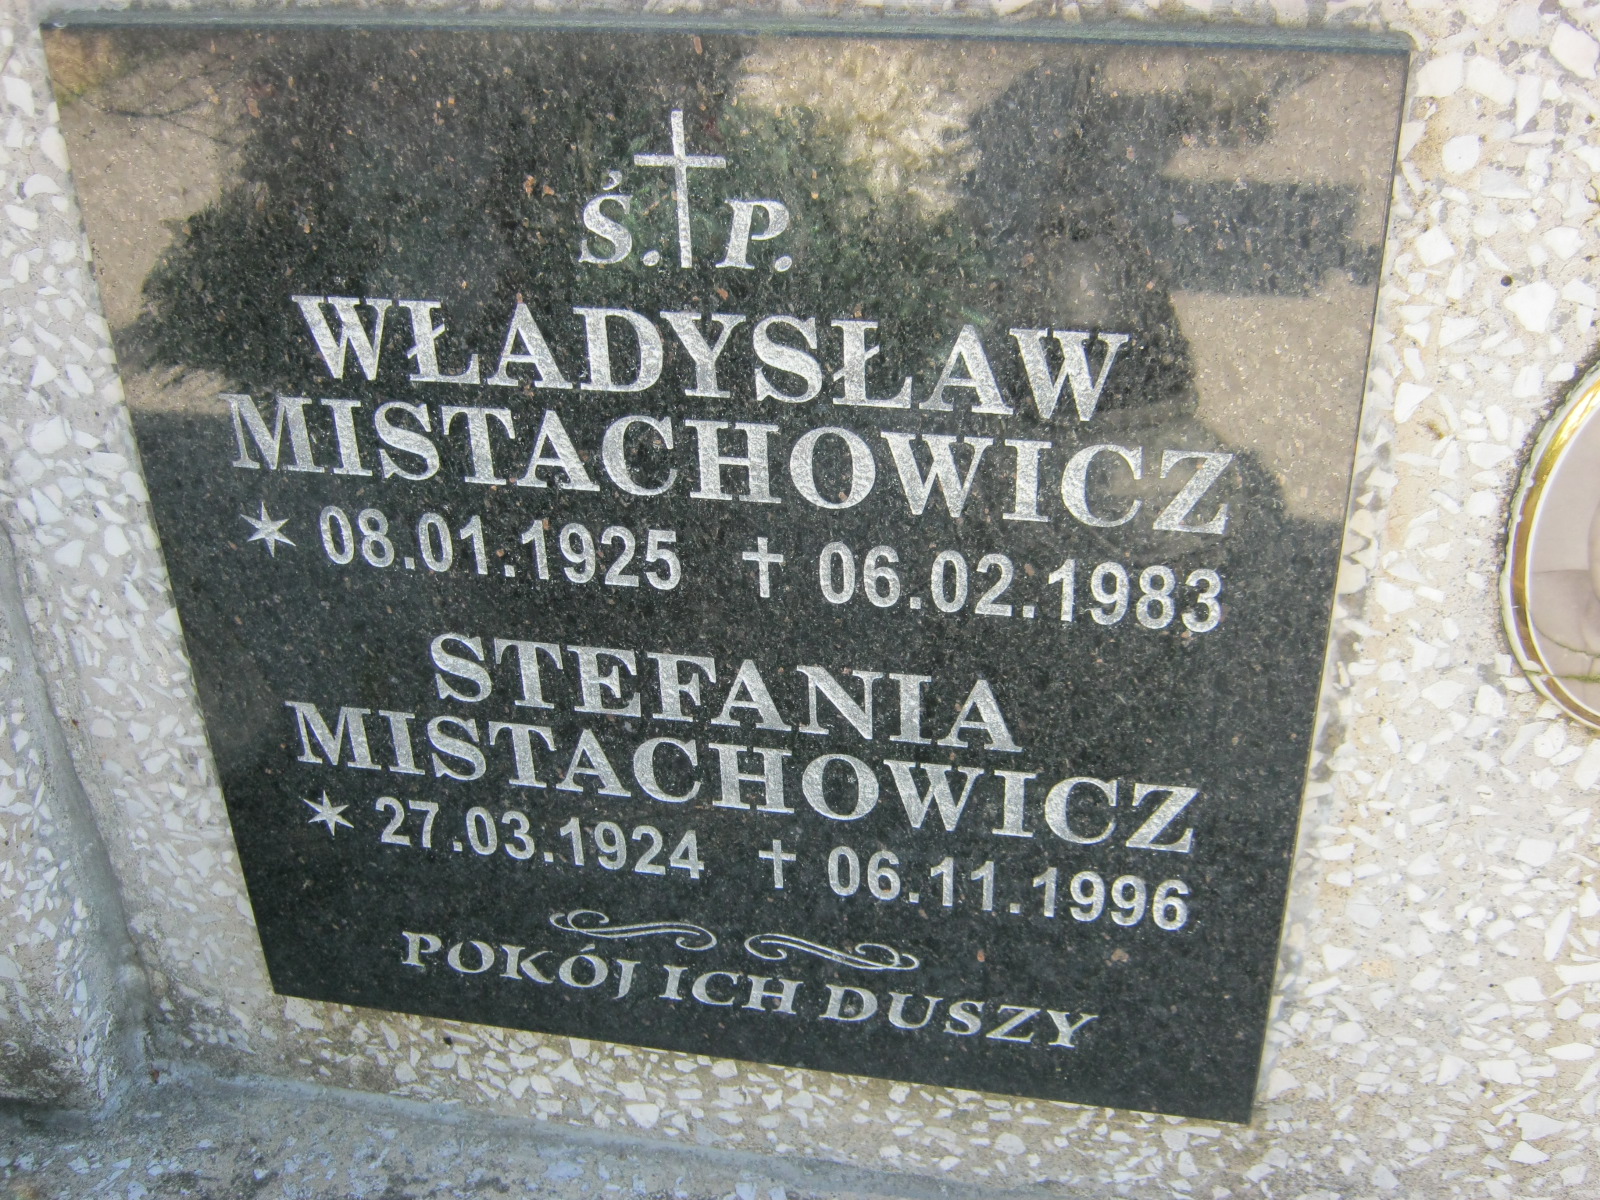 Ś. P.
WŁADYSŁAW
MISTACHOWICZ
✶ 08.01.1925 † 06.02.1983
STEFANIA
MISTACHOWICZ
✶ 27.03.1924 † 06.11.1996
POKÓJ ICH DUSZY